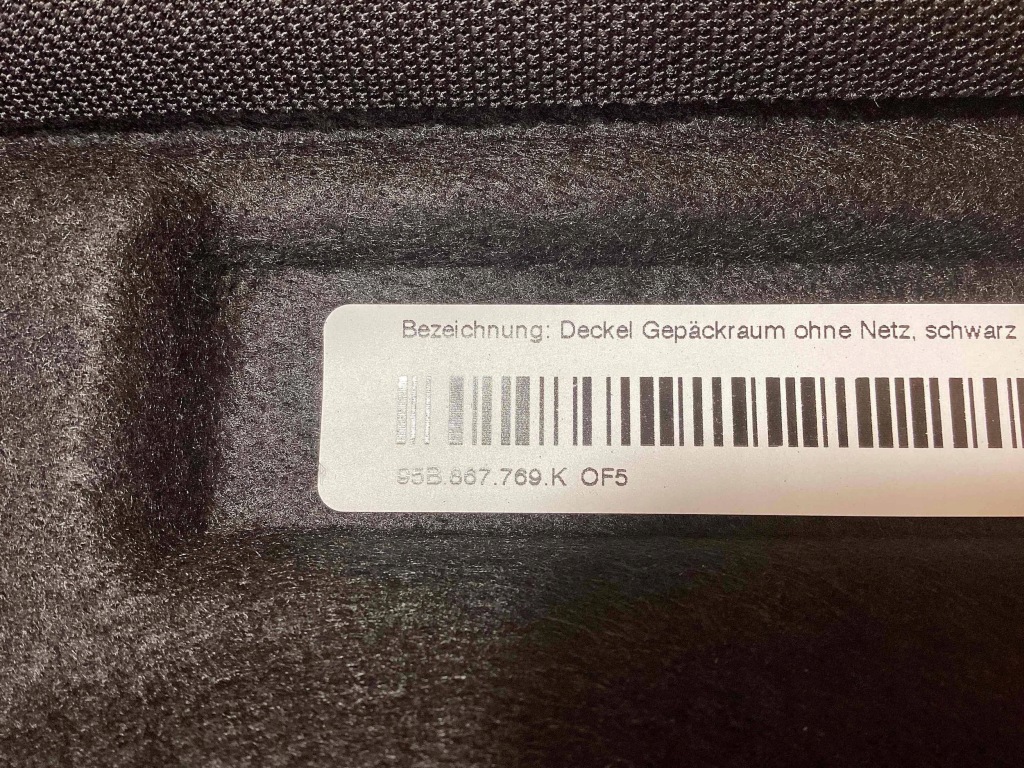 Bezeichnung: Deckel Gepäckraum ohne Netz, schwarz
95B.867.769.K OF5